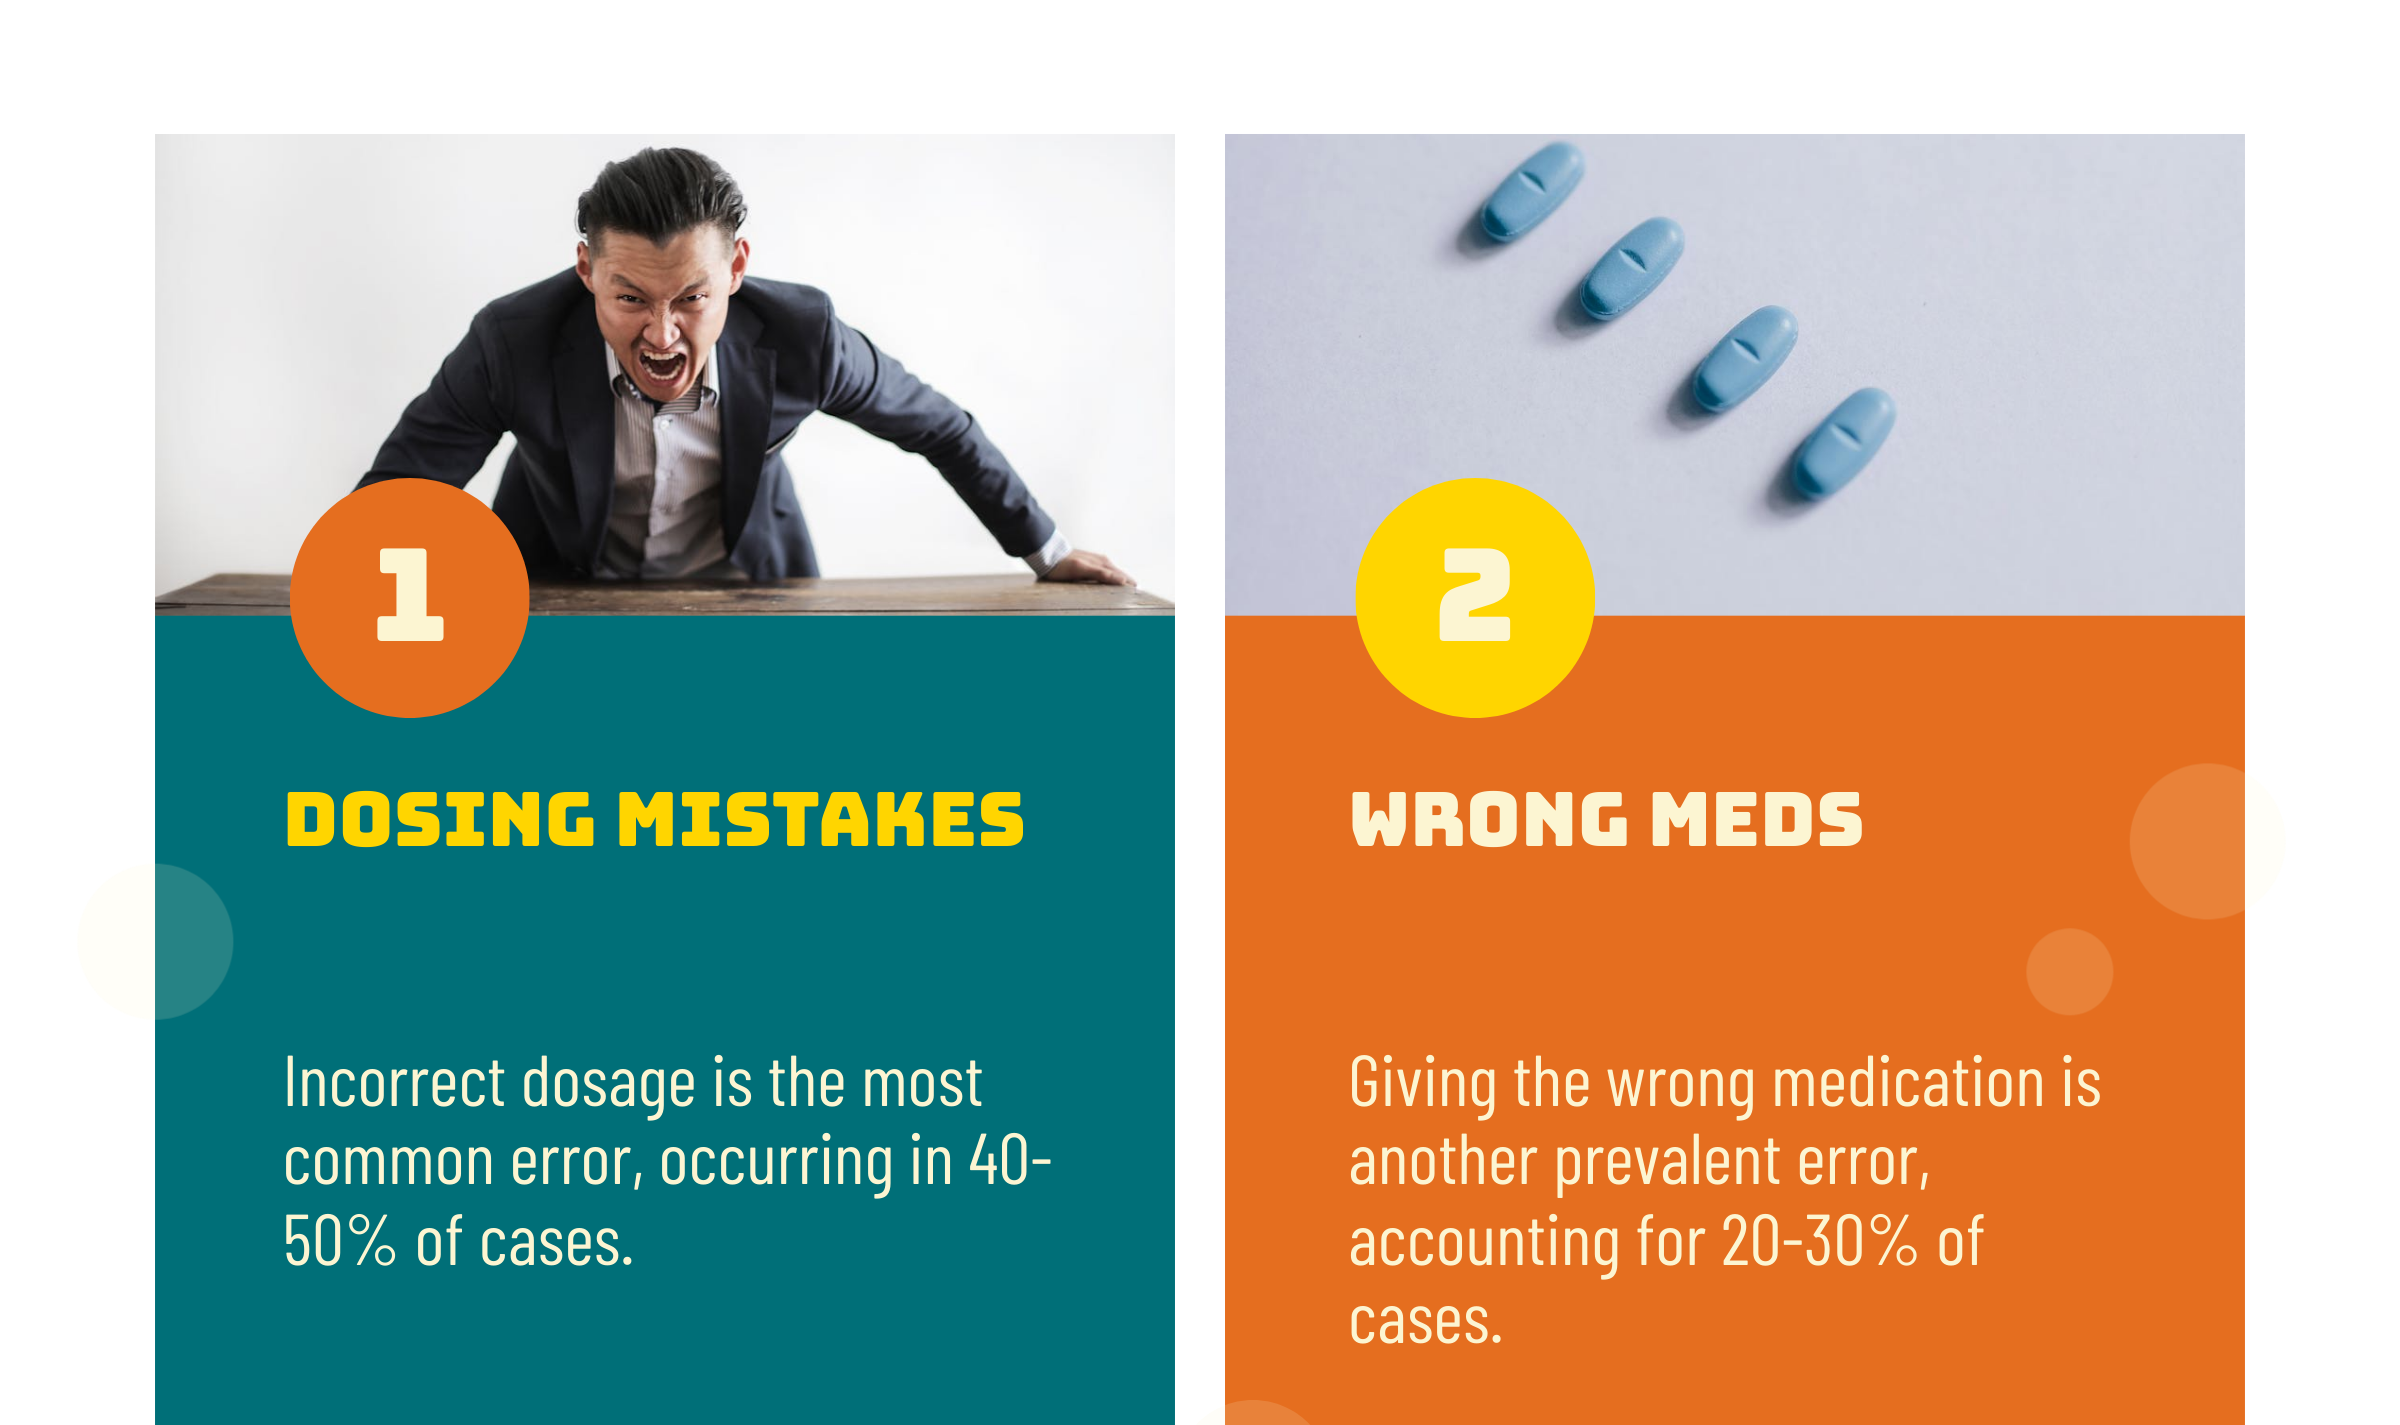 1
DOSING MISTAKES
Incorrect dosage is the most
common error, occurring in 40-
50% of cases.
2
WRONG MEDS
Giving the wrong medication is
another prevalent error,
accounting for 20-30% of
cases.